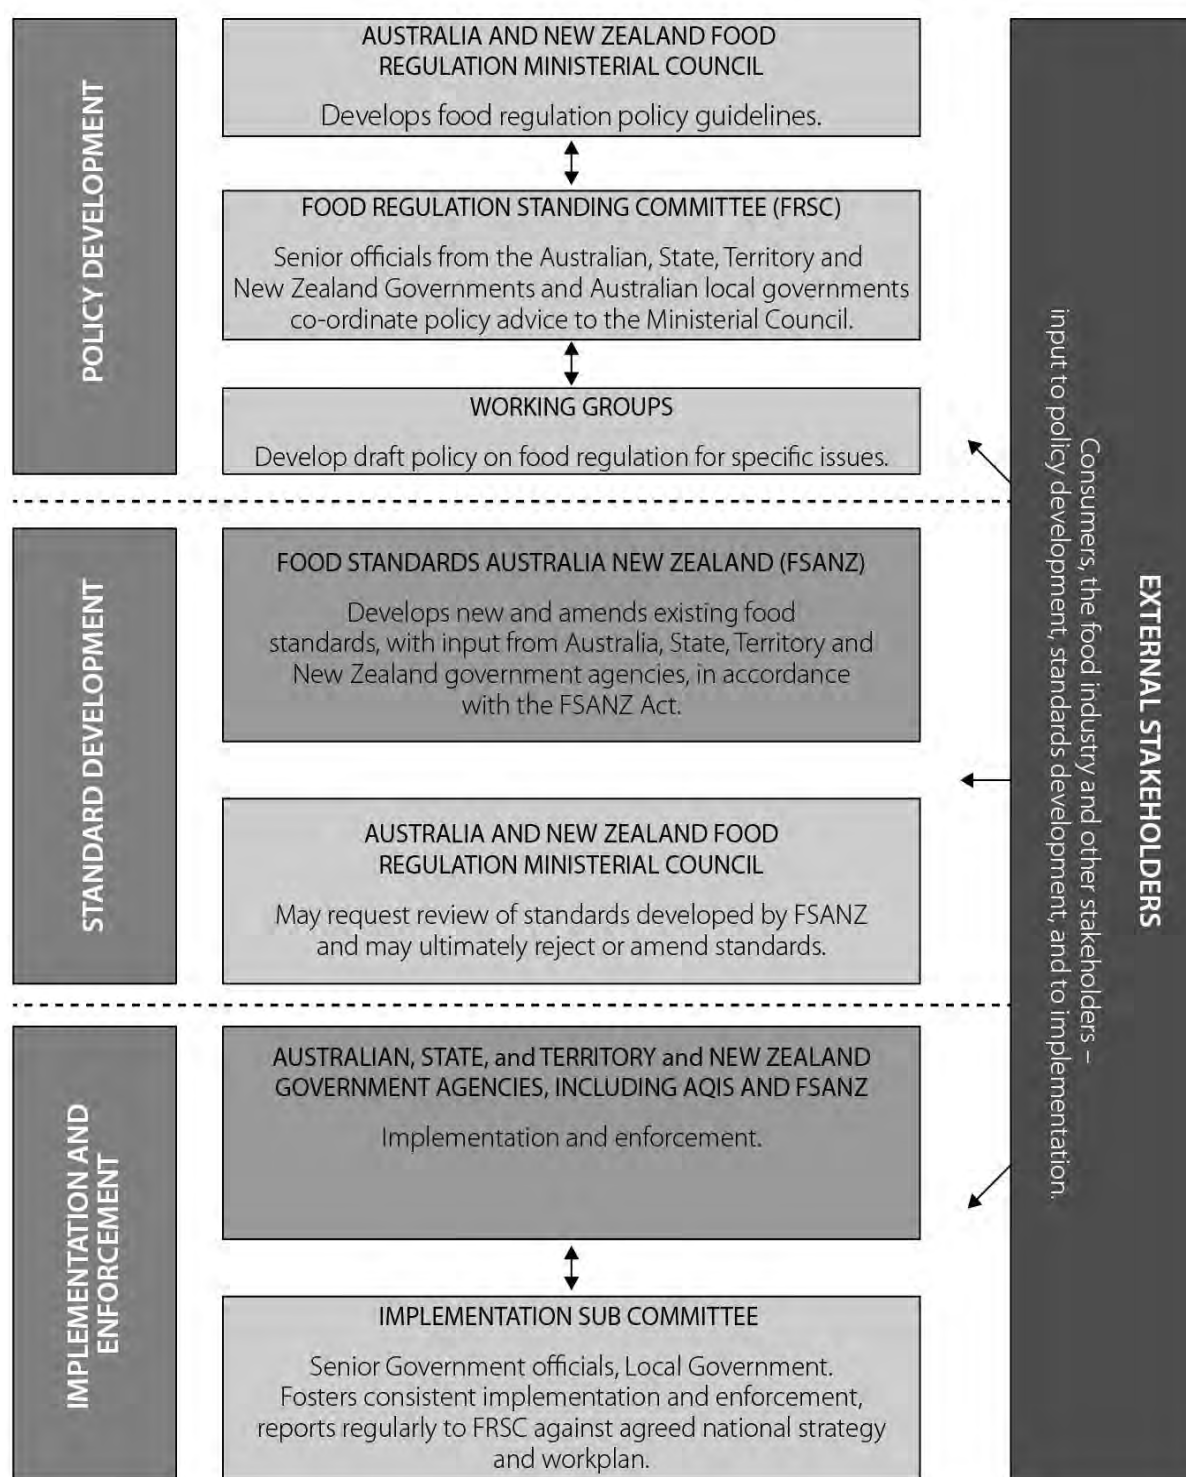 POLICY DEVELOPMENT
AUSTRALIA AND NEW ZEALAND FOOD
REGULATION MINISTERIAL COUNCIL
Develops food regulation policy guidelines.
FOOD REGULATION STANDING COMMITTEE (FRSC)
Senior officials from the Australian, State, Territory and
New Zealand Governments and Australian local governments
co-ordinate policy advice to the Ministerial Council.
WORKING GROUPS
Develop draft policy on food regulation for specific issues.
STANDARD DEVELOPMENT
FOOD STANDARDS AUSTRALIA NEW ZEALAND (FSANZ)
Develops new and amends existing food
standards, with input from Australia, State, Territory and
New Zealand government agencies, in accordance
with the FSANZ Act.
AUSTRALIA AND NEW ZEALAND FOOD
REGULATION MINISTERIAL COUNCIL
May request review of standards developed by FSANZ
and may ultimately reject or amend standards.
IMPLEMENTATION AND
ENFORCEMENT
AUSTRALIAN, STATE, and TERRITORY and NEW ZEALAND
GOVERNMENT AGENCIES, INCLUDING AQIS AND FSANZ
Implementation and enforcement.
IMPLEMENTATION SUB COMMITTEE
Senior Government officials, Local Government.
Fosters consistent implementation and enforcement,
reports regularly to FRSC against agreed national strategy
and workplan.
EXTERNAL STAKEHOLDERS
Consumers, the food industry and other stakeholders –
input to policy development, standards development, and to implementation.